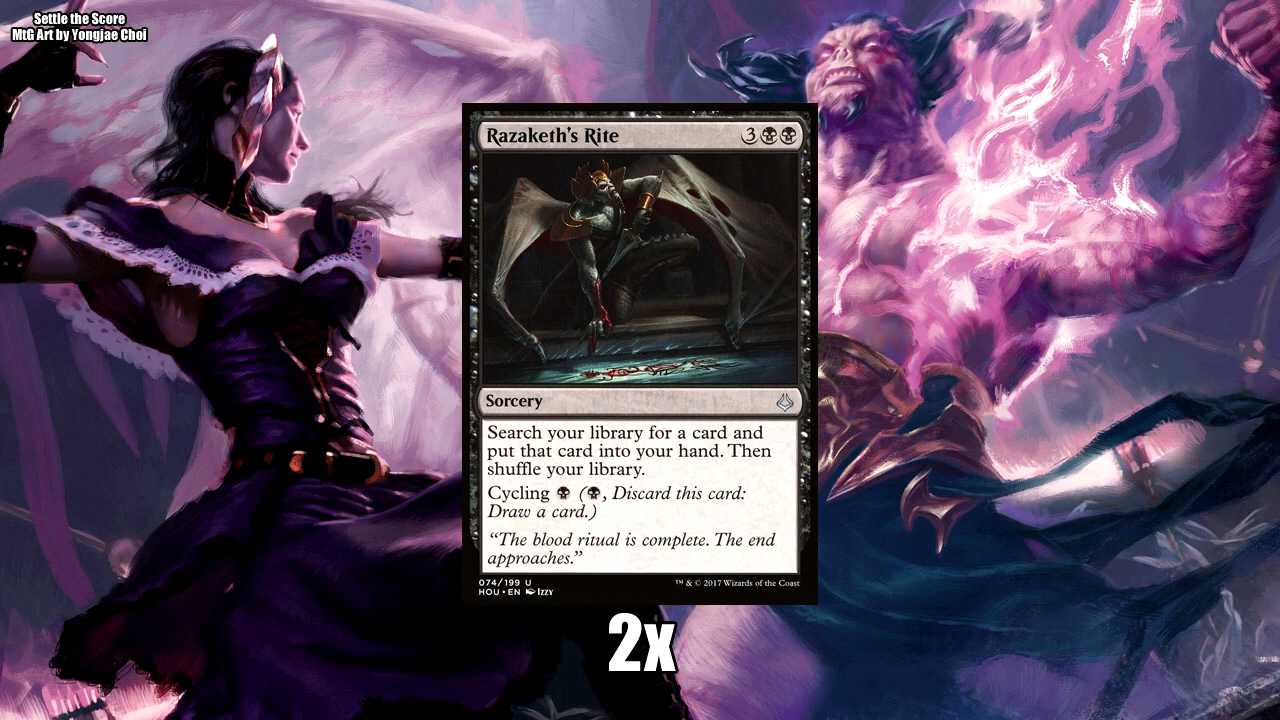 Settle the Score
MtG Art by Yongjae Choi
Razaketh's Rite 3
Sorcery
Search your library for a card and
put that card into your hand. Then
shuffle your library.
Cycling (, Discard this card:
Draw a card.)
“The blood ritual is complete. The end
approaches.”
074/199 U
HOU • EN Izzy
™ & © 2017 Wizards of the Coast
2x